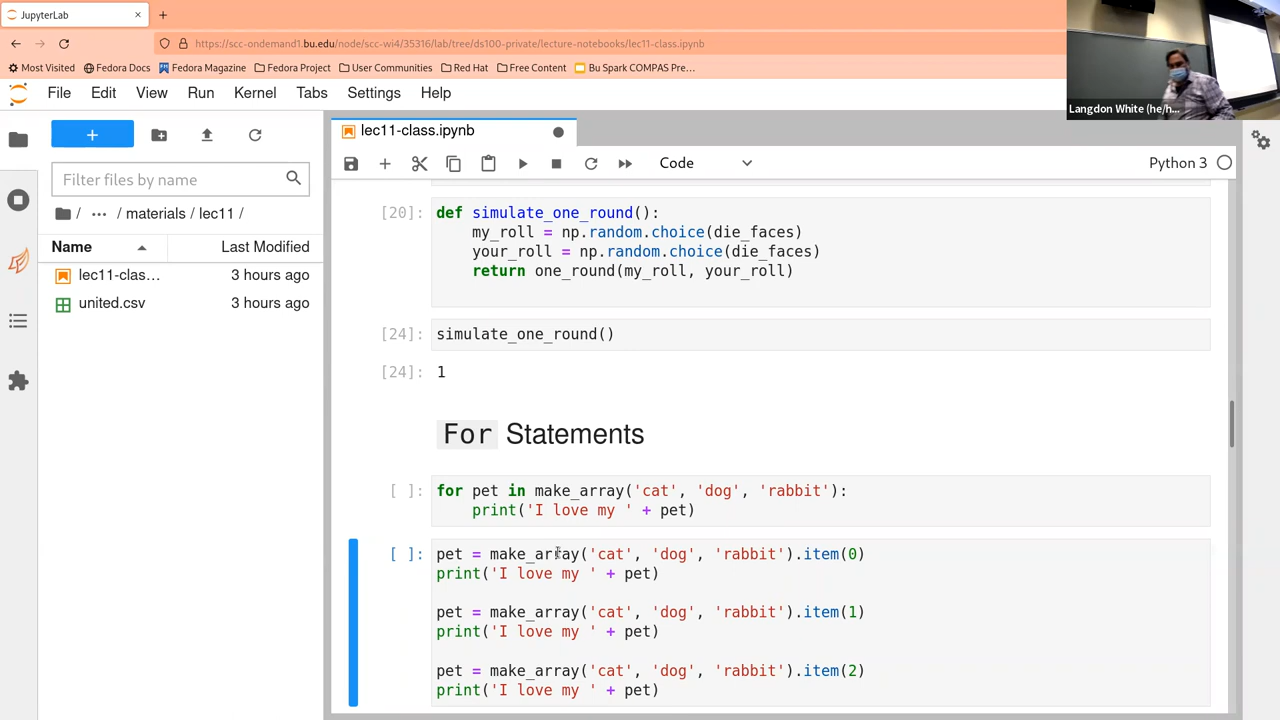 JupyterLab
https://scc-ondemand1.bu.edu/node/scc-wi4/35316/lab/tree/ds100-private/lecture-notebooks/lec11-class.ipynb
Most Visited Fedora Docs Fedora Magazine Fedora Project User Communities Red Hat Free Content Bu Spark COMPAS Pre…
Langdon White (he/h...
File Edit View Run Kernel Tabs Settings Help
lec11-class.ipynb
Code
Python 3
Filter files by name
/ ··· / materials / lec11 /
Name Last Modified
lec11-clas… 3 hours ago
united.csv 3 hours ago
[20]: def simulate_one_round():
my_roll = np.random.choice(die_faces)
your_roll = np.random.choice(die_faces)
return one_round(my_roll, your_roll)
[24]: simulate_one_round()
[24]: 1
For Statements
[ ]: for pet in make_array('cat', 'dog', 'rabbit'):
print('I love my ' + pet)
[ ]: pet = make_array('cat', 'dog', 'rabbit').item(0)
print('I love my ' + pet)
pet = make_array('cat', 'dog', 'rabbit').item(1)
print('I love my ' + pet)
pet = make_array('cat', 'dog', 'rabbit').item(2)
print('I love my ' + pet)